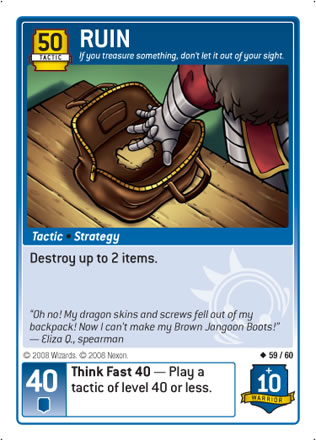 50
TACTIC
RUIN
If you treasure something, don't let it out of your sight.
Tactic • Strategy
Destroy up to 2 items.
“Oh no! My dragon skins and screws fell out of my
backpack! Now I can't make my Brown Jangoon Boots!”
— Eliza Q., spearman
© 2008 Wizards. © 2008 Nexon.
◆ 59 / 60
40
Think Fast 40 — Play a
tactic of level 40 or less.
+
10
WARRIOR